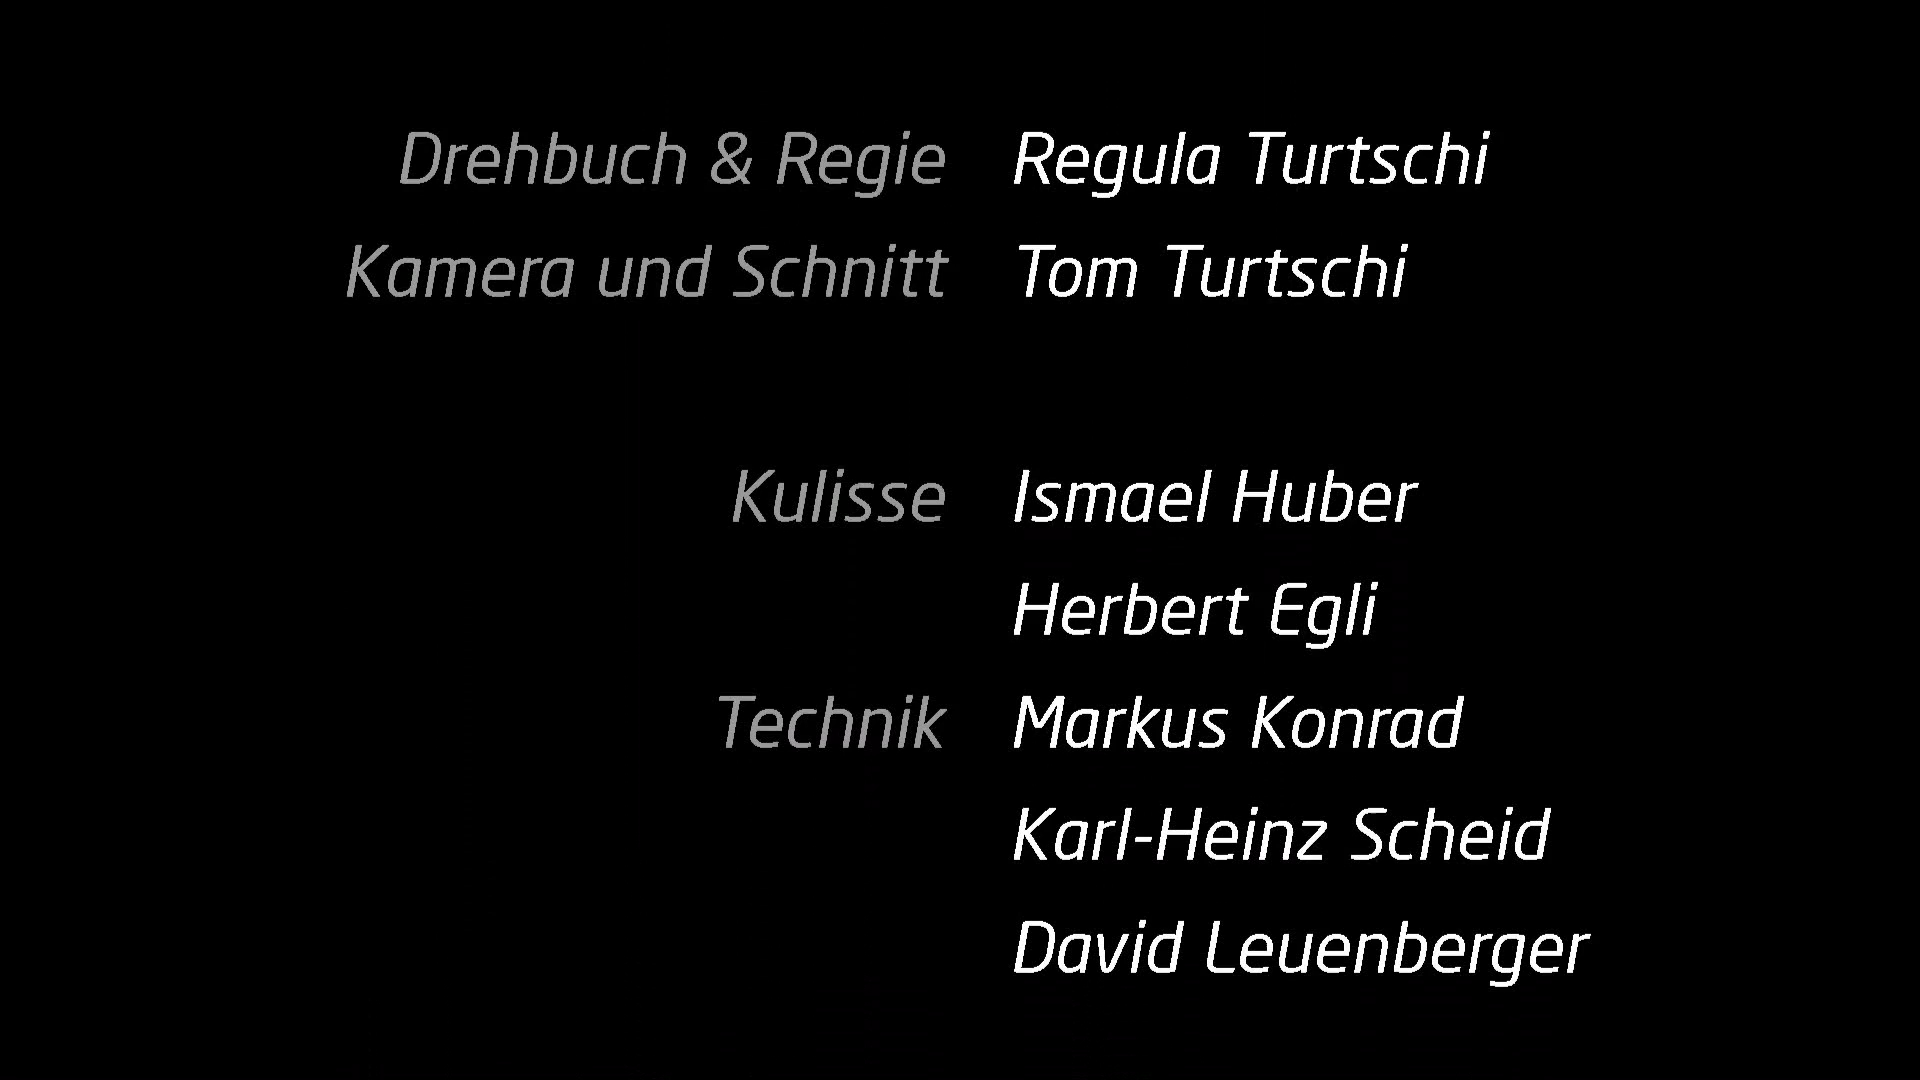 Drehbuch & Regie Regula Turtschi
Kamera und Schnitt Tom Turtschi
Kulisse Ismael Huber
Herbert Egli
Technik Markus Konrad
Karl-Heinz Scheid
David Leuenberger